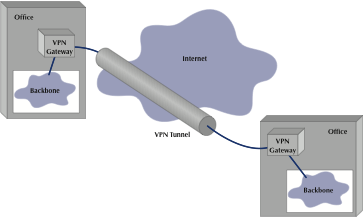 Office
VPN
Gateway
Backbone
Internet
VPN Tunnel
Office
VPN
Gateway
Backbone